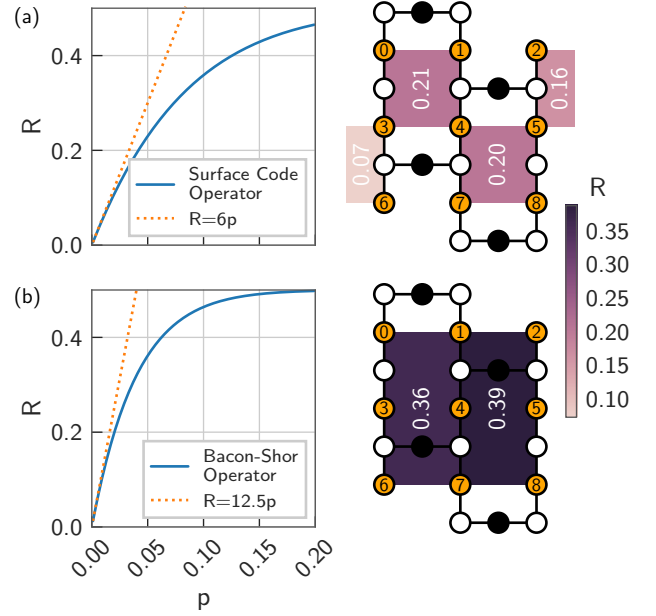 (a)
0.4
0.2
0.0
R
Surface Code
Operator
R=6p
0 1 2
0.21
0.16
3 4 5
0.07
0.20
6 7 8
R
0.35
0.30
0.25
0.20
0.15
0.10
(b)
0.4
0.2
0.0
R
Bacon-Shor
Operator
R=12.5p
0.00 0.05 0.10 0.15 0.20
p
0 1 2
0.36
0.39
3 4 5
6 7 8